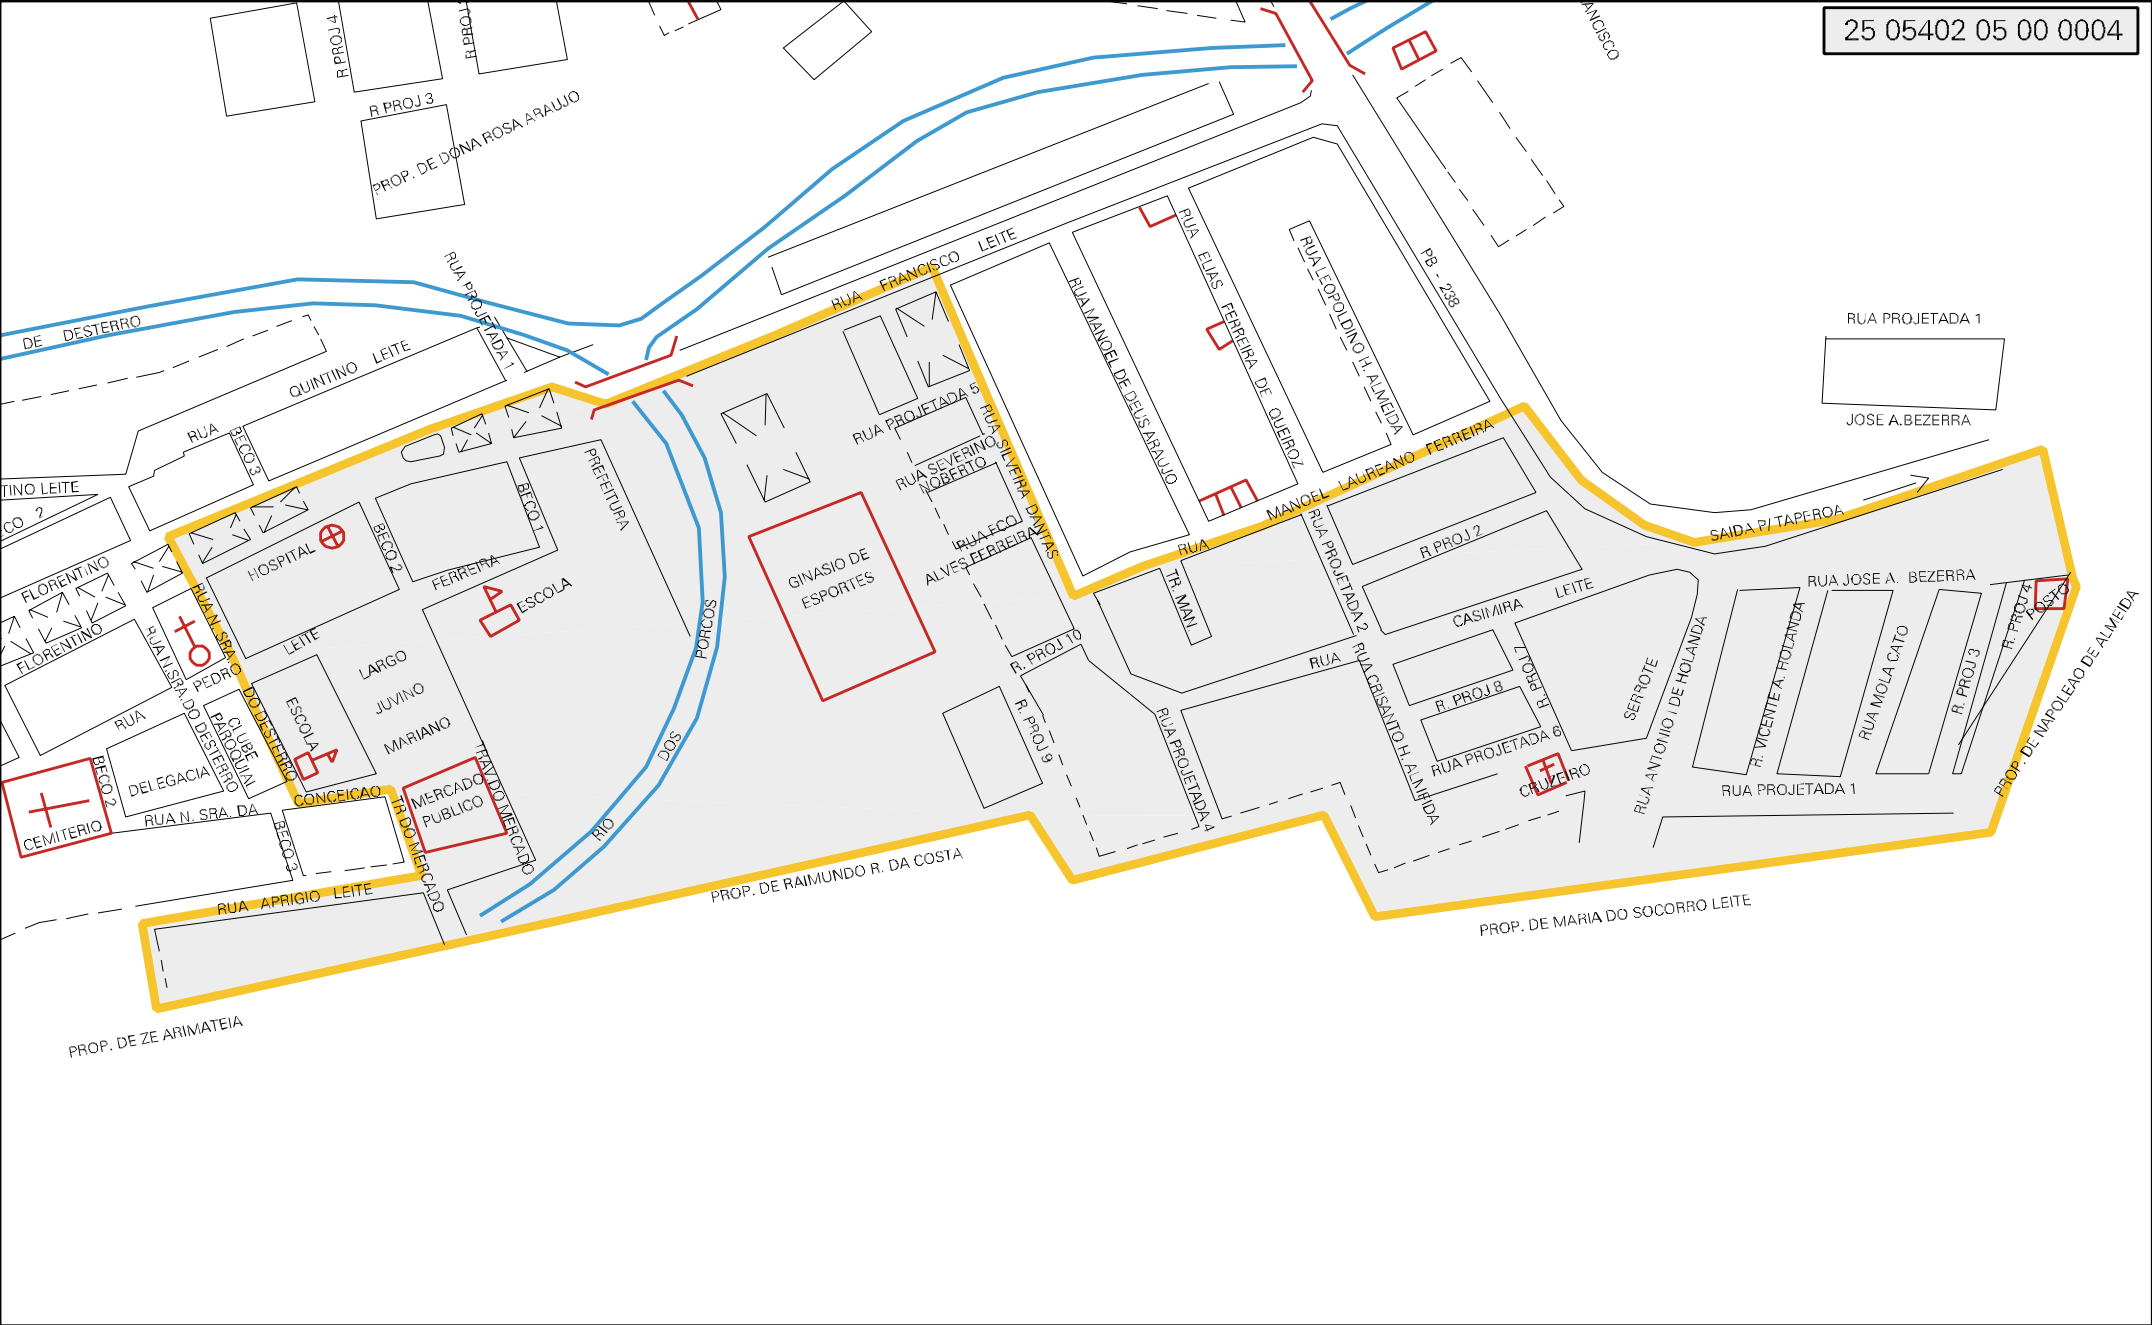 25 05402 05 00 0004
R PROJ 4
R PROJ
ANCISCO
R PROJ 3
PROP. DE DONA ROSA ARAUJO
RUA PROJETADA 1
DE DESTERRO
RUA QUINTINO LEITE
BECO 3
TINO LEITE
CO 2
RUA FRANCISCO LEITE
RUA ELIAS FERREIRA DE QUEIROZ
RUA LEOPOLDINO H. ALMEIDA
RUA MANOEL DE DEUS ARAUJO
PB - 238
RUA PROJETADA 1
JOSE A.BEZERRA
RUA PROJETADA 5
RUA SEVERINO
NOBERTO
RUA SILVEIRA DANTAS
RUA FCO
ALVES FERREIRA
RUA MANOEL LAUREANO FERREIRA
SAIDA P/ TAPEROA
PREFEITURA
BECO 1
BECO 2
HOSPITAL
FERREIRA
ESCOLA
GINASIO DE
ESPORTES
FLORENTINO
FLORENTINO
RUA N. SRA DO DESTERRO
RUA N.SRA.DO DESTERRO
PEDRO
LEITE
RUA
LARGO
JUVINO
MARIANO
ESCOLA
CLUBE
PAROQUIAL
DELEGACIA
BECO 2
CEMITERIO
RUA N. SRA. DA CONCEICAO
BECO 3
TR DO MERCADO
MERCADO
PUBLICO
TRAV.DO MERCADO
RIO DOS PORCOS
RUA APRIGIO LEITE
R. PROJ 10
R. PROJ 9
TR. MAN
RUA PROJETADA 2
R PROJ 2
RUA CASIMIRA LEITE
RUA CRISANTO H. ALMEIDA
RUA PROJETADA 4
R. PROJ 7
R. PROJ 8
RUA PROJETADA 6
CRUZEIRO
SERROTE
RUA ANTONIO I DE HOLANDA
R. VICENTE A. HOLANDA
RUA MOLA CATO
R. PROJ 3
R. PROJ 4
RUA JOSE A. BEZERRA
POSTO
RUA PROJETADA 1
PROP. DE NAPOLEAO DE ALMEIDA
PROP. DE RAIMUNDO R. DA COSTA
PROP. DE MARIA DO SOCORRO LEITE
PROP. DE ZE ARIMATEIA